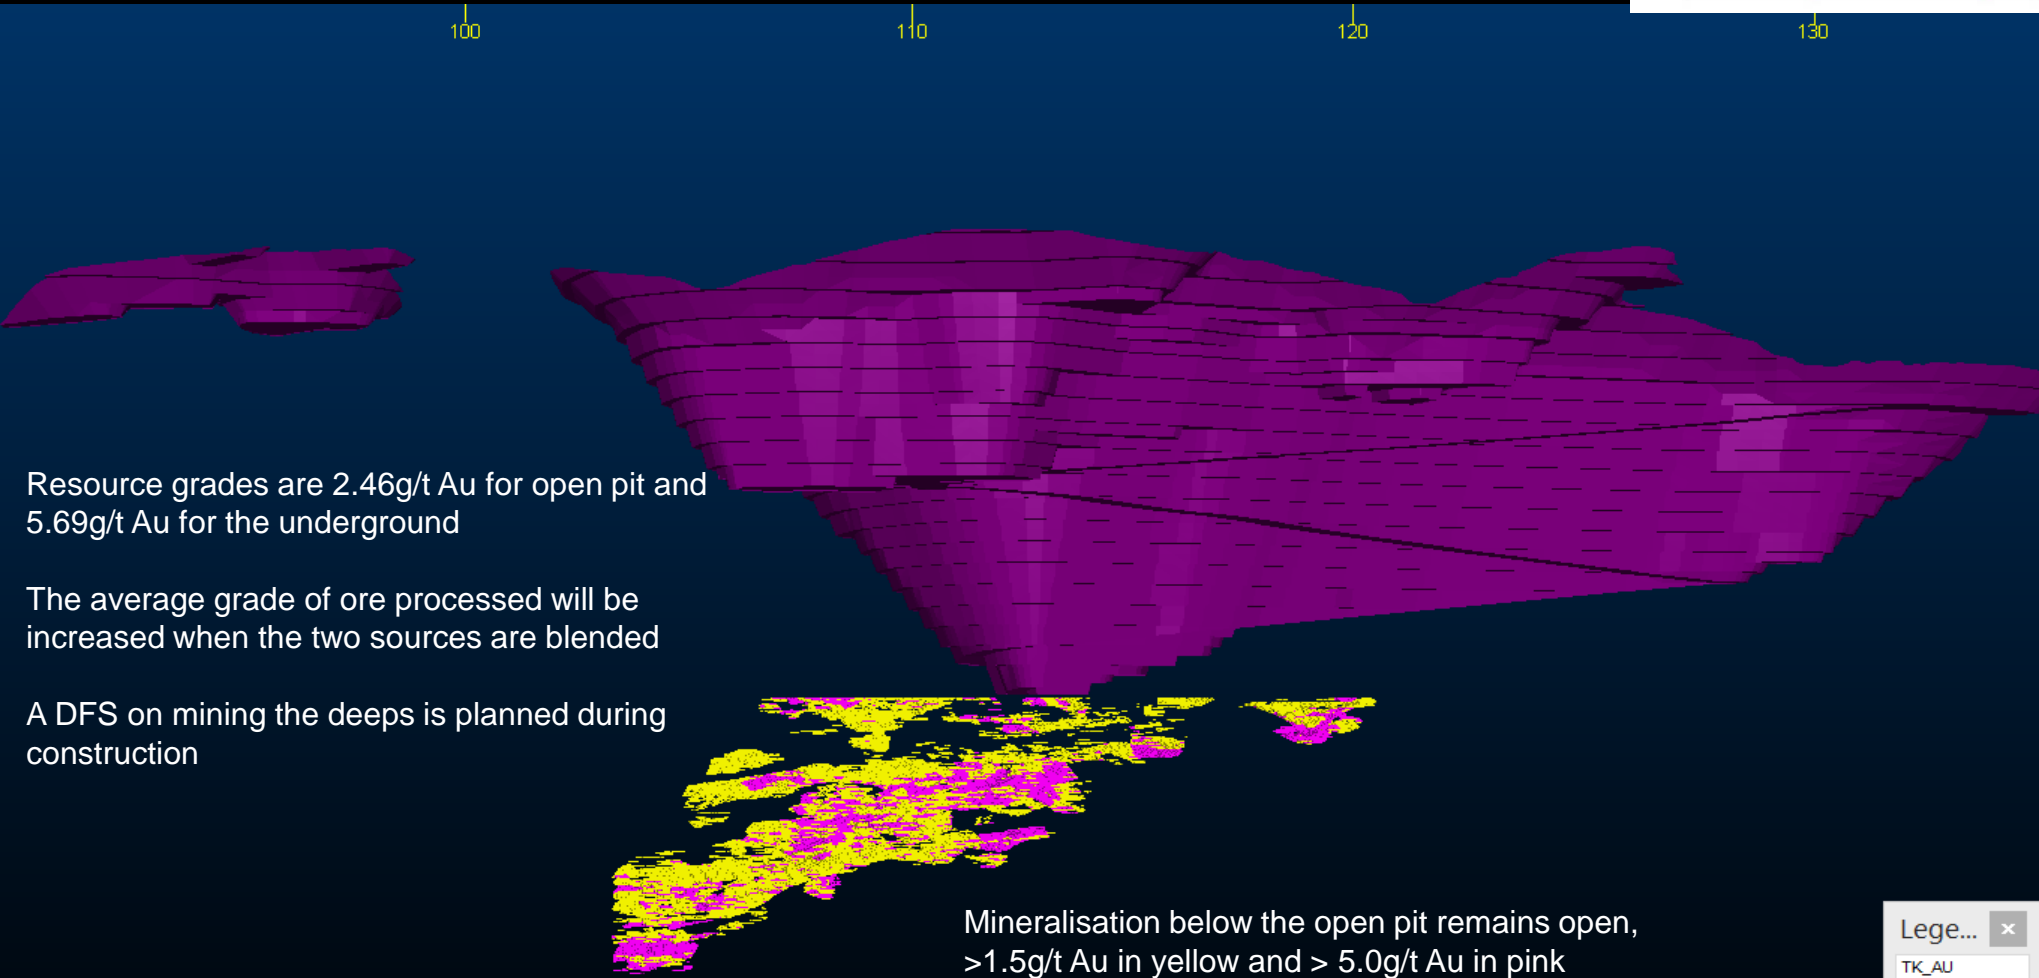 100 110 120 130
Resource grades are 2.46g/t Au for open pit and
5.69g/t Au for the underground
The average grade of ore processed will be
increased when the two sources are blended
A DFS on mining the deeps is planned during
construction
Mineralisation below the open pit remains open,
>1.5g/t Au in yellow and > 5.0g/t Au in pink
Lege...
TK_AU